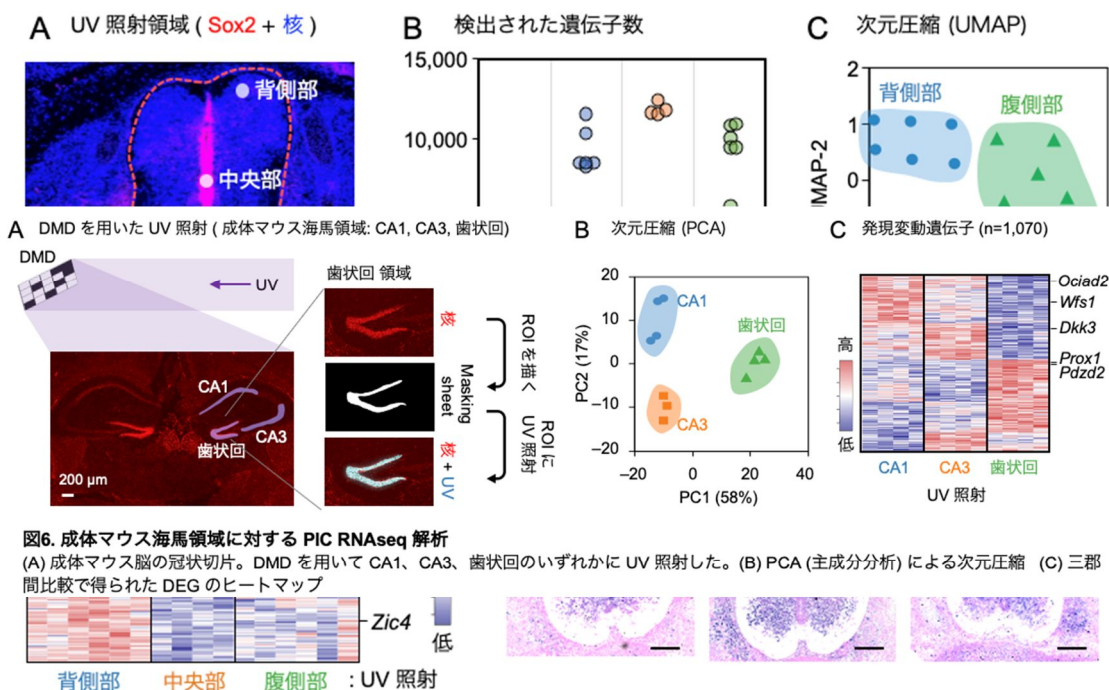 A UV 照射領域 ( Sox2 + 核 )
背側部
中央部
B 検出された遺伝子数
15,000
10,000
C 次元圧縮 (UMAP)
2
1
0
UMAP-2
背側部
腹側部
A DMD を用いた UV 照射 ( 成体マウス海馬領域: CA1, CA3, 歯状回)
DMD
UV
歯状回 領域
核
ROI を描く
Masking sheet
ROI に UV 照射
核 + UV
CA1
CA3
歯状回
200 μm
B 次元圧縮 (PCA)
20
10
0
−10
−20
PC2 (17%)
CA1
歯状回
CA3
−20
0
20
40
PC1 (58%)
C 発現変動遺伝子 (n=1,070)
高
低
Ociad2
Wfs1
Dkk3
Prox1
Pdzd2
CA1 CA3 歯状回
UV 照射
図6. 成体マウス海馬領域に対する PIC RNAseq 解析
(A) 成体マウス脳の冠状切片。DMD を用いて CA1、CA3、歯状回のいずれかに UV 照射した。(B) PCA (主成分分析) による次元圧縮 (C) 三郡
間比較で得られた DEG のヒートマップ
Zic4
低
背側部 中央部 腹側部 : UV 照射